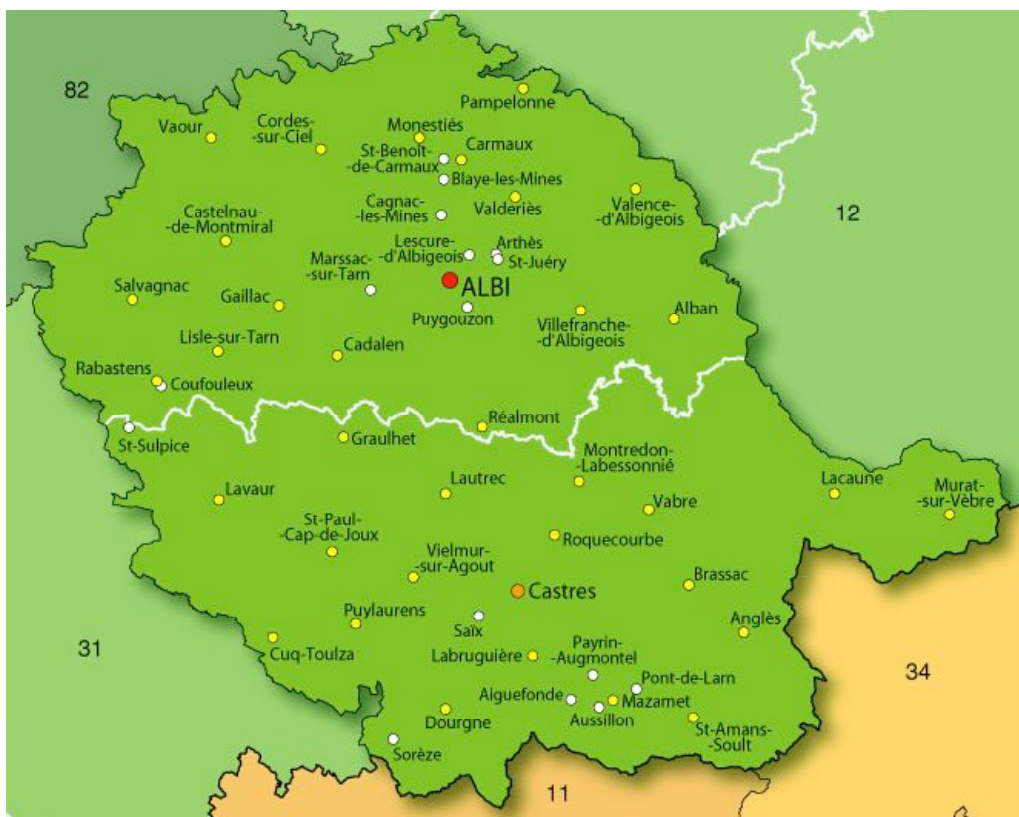 82
Pampelonne
Vaour
Cordes-
-sur-Ciel
Monestiés
St-Benoit-
-de-Carmaux
Carmaux
Blaye-les-Mines
Cagnac-
-les-Mines
Valderiès
Valence-
-d'Albigeois
12
Castelnau-
-de-Montmiral
Lescure-
-d'Albigeois
Arthès
St-Juéry
Marssac-
-sur-Tarn
ALBI
Salvagnac
Gaillac
Puygouzon
Villefranche-
-d'Albigeois
Alban
Lisle-sur-Tarn
Cadalen
Rabastens
Coufouleux
St-Sulpice
Graulhet
Réalmont
Montredon-
-Labessonnié
Lavaur
Lautrec
Vabre
Lacaune
Murat-
-sur-Vèbre
St-Paul-
-Cap-de-Joux
Vielmur-
-sur-Agout
Roquecourbe
Castres
Brassac
Puylaurens
Saïx
Anglès
Cuq-Toulza
31
Labruguière
Payrin-
-Augmontel
34
Aiguefonde
Pont-de-Larn
Mazamet
Aussillon
Dourgne
St-Amans-
-Soult
Sorèze
11